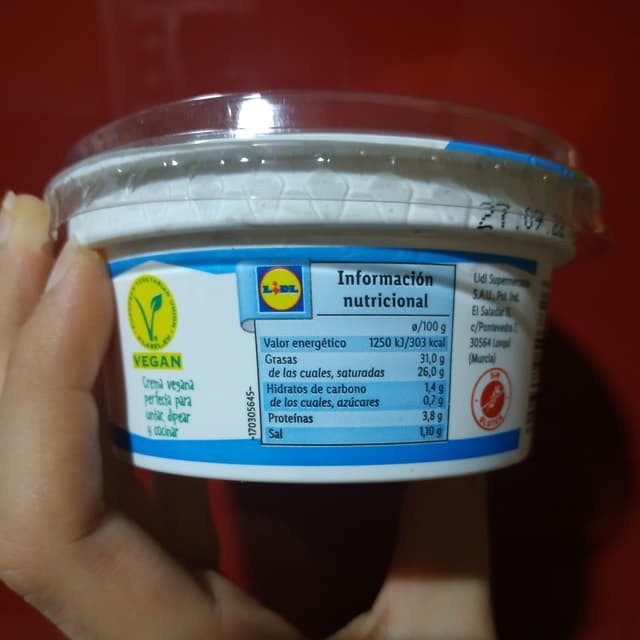 27.09.2
VEGAN
Crema vegana
perfecta para
untar, dipear
y cocinar
-170305645-
LIDL
Información
nutricional
ø/100 g
Valor energético 1250 kJ/303 kcal
Grasas 31,0 g
de las cuales, saturadas 26,0 g
Hidratos de carbono 1,4 g
de los cuales, azúcares 0,7 g
Proteínas 3,8 g
Sal 1,10 g
Lidl Supermercados
S.A.U., Pol. Ind.
El Saladar II,
c/Pontevedra
30564 Lorquí
(Murcia)
SIN
GLUTEN